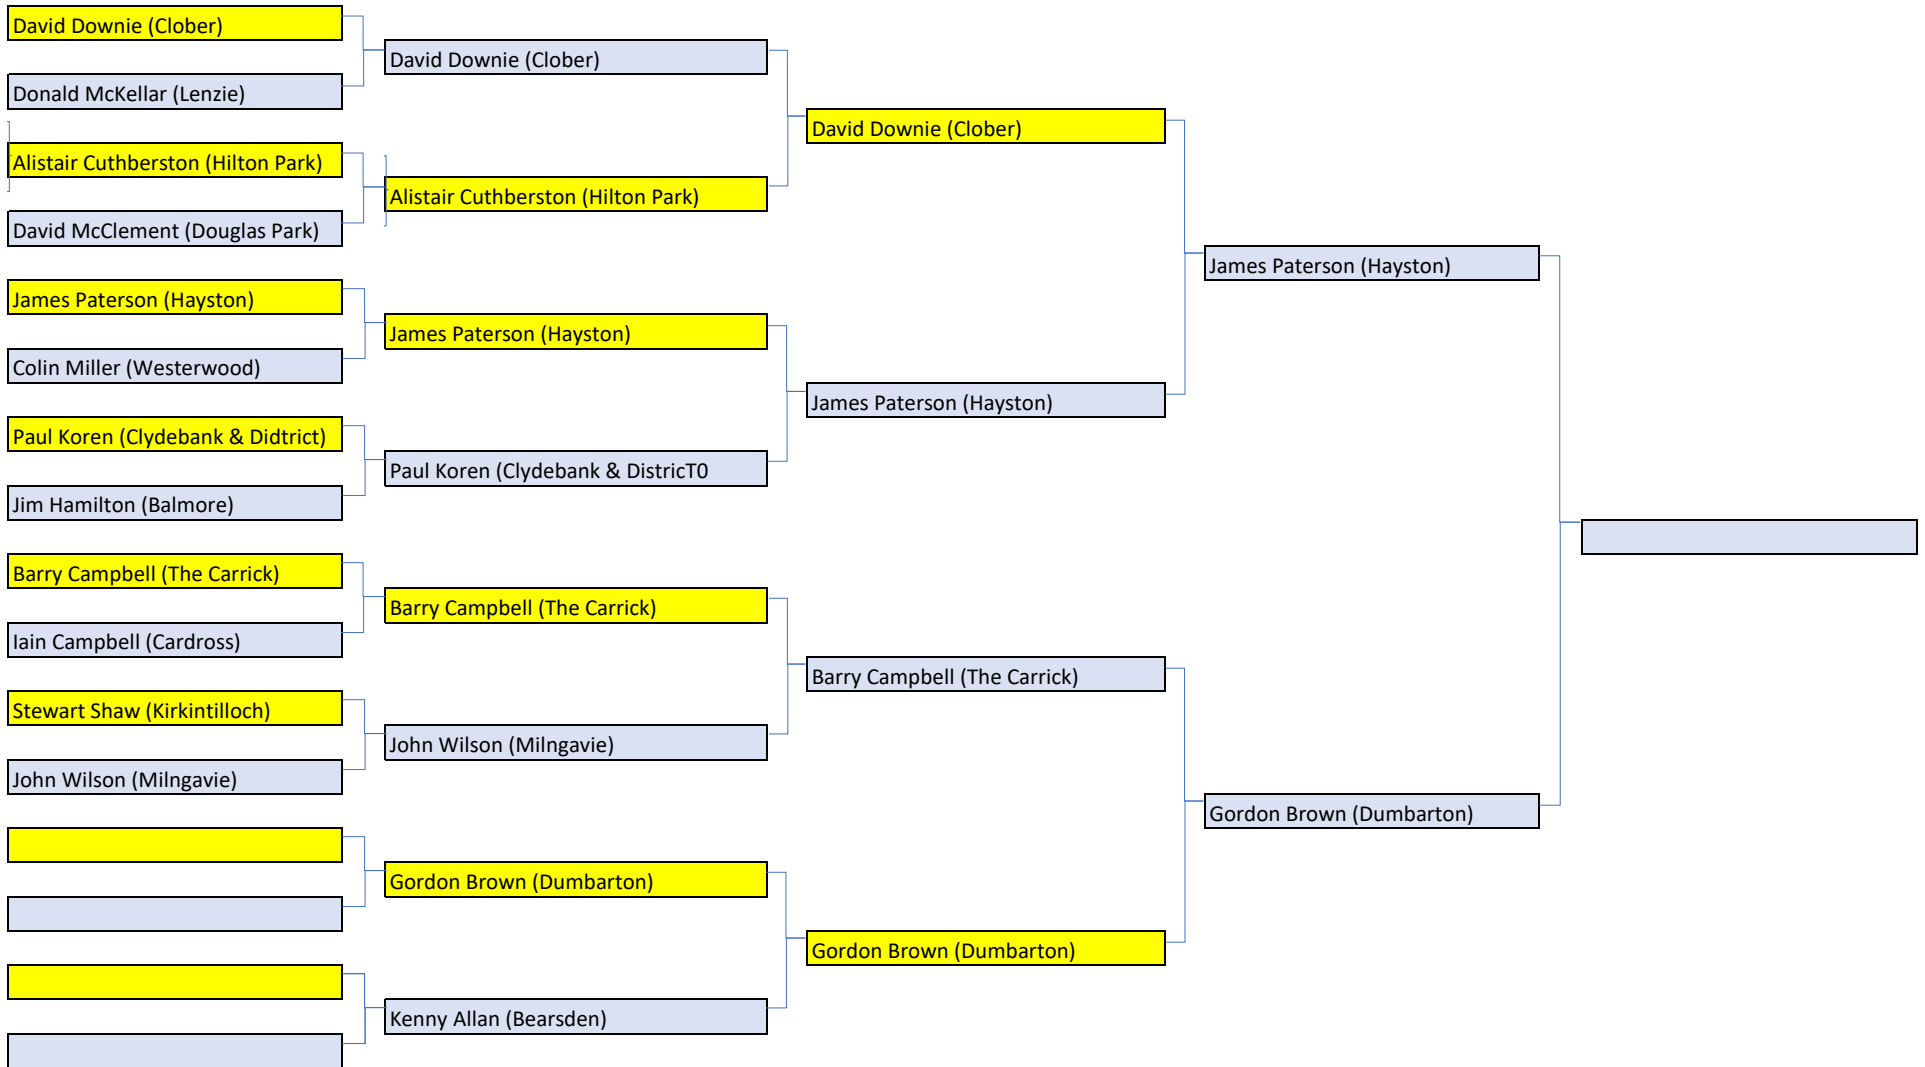 David Downie (Clober)
Donald McKellar (Lenzie)
Alistair Cuthberston (Hilton Park)
David McClement (Douglas Park)
James Paterson (Hayston)
Colin Miller (Westerwood)
Paul Koren (Clydebank & Didtrict)
Jim Hamilton (Balmore)
Barry Campbell (The Carrick)
Iain Campbell (Cardross)
Stewart Shaw (Kirkintilloch)
John Wilson (Milngavie)
David Downie (Clober)
Alistair Cuthberston (Hilton Park)
James Paterson (Hayston)
Paul Koren (Clydebank & DistricT0
Barry Campbell (The Carrick)
John Wilson (Milngavie)
Gordon Brown (Dumbarton)
Kenny Allan (Bearsden)
David Downie (Clober)
James Paterson (Hayston)
Barry Campbell (The Carrick)
Gordon Brown (Dumbarton)
James Paterson (Hayston)
Gordon Brown (Dumbarton)